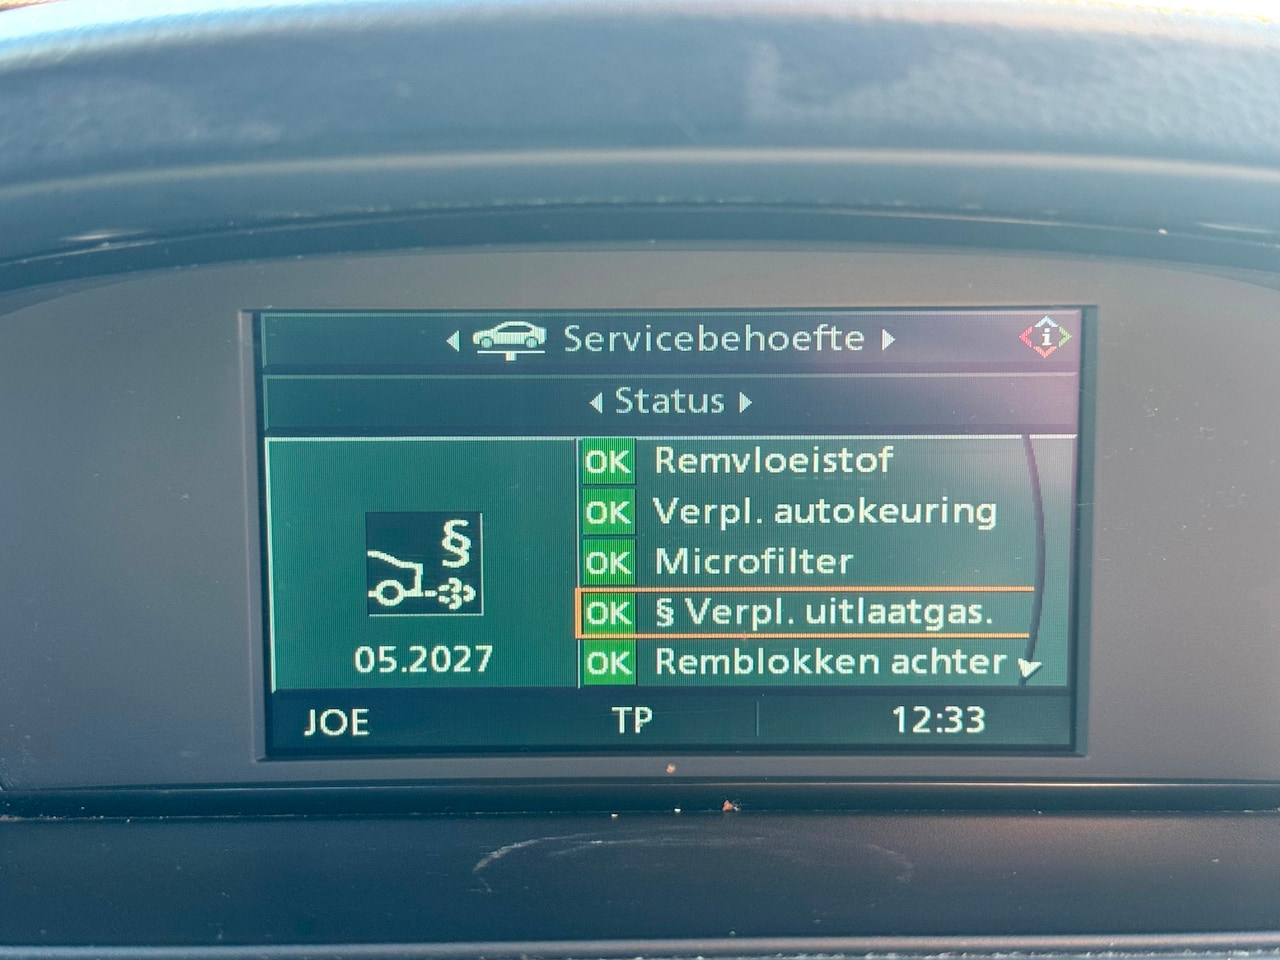 Servicebehoefte
i
Status
OK Remvloeistof
OK Verpl. autokeuring
OK Microfilter
§
OK § Verpl. uitlaatgas.
05.2027
OK Remblokken achter
JOE TP 12:33